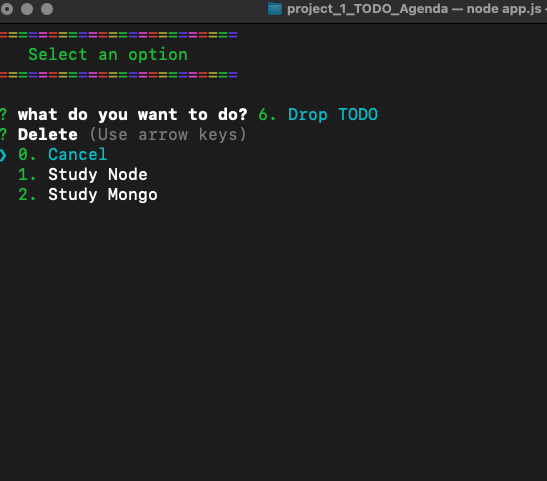 project_1_TODO_Agenda — node app.js -
========================
Select an option
========================
? what do you want to do? 6. Drop TODO
? Delete (Use arrow keys)
❯ 0. Cancel
1. Study Node
2. Study Mongo